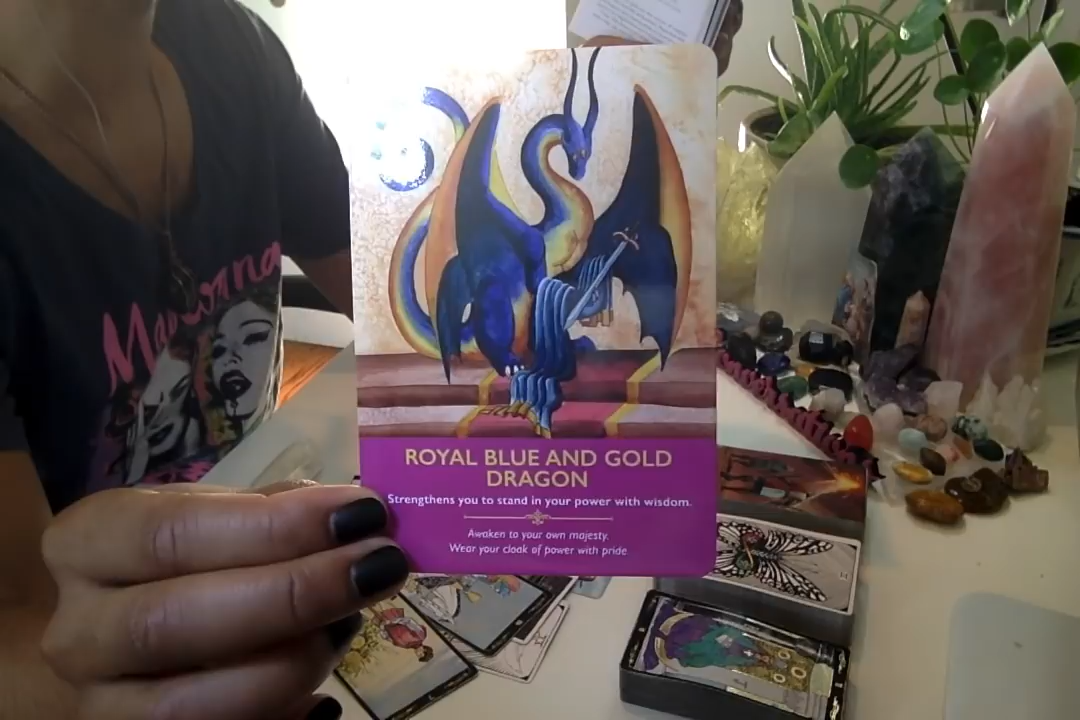 Madonna
ROYAL BLUE AND GOLD
DRAGON
Strengthens you to stand in your power with wisdom.
Awaken to your own majesty.
Wear your cloak of power with pride